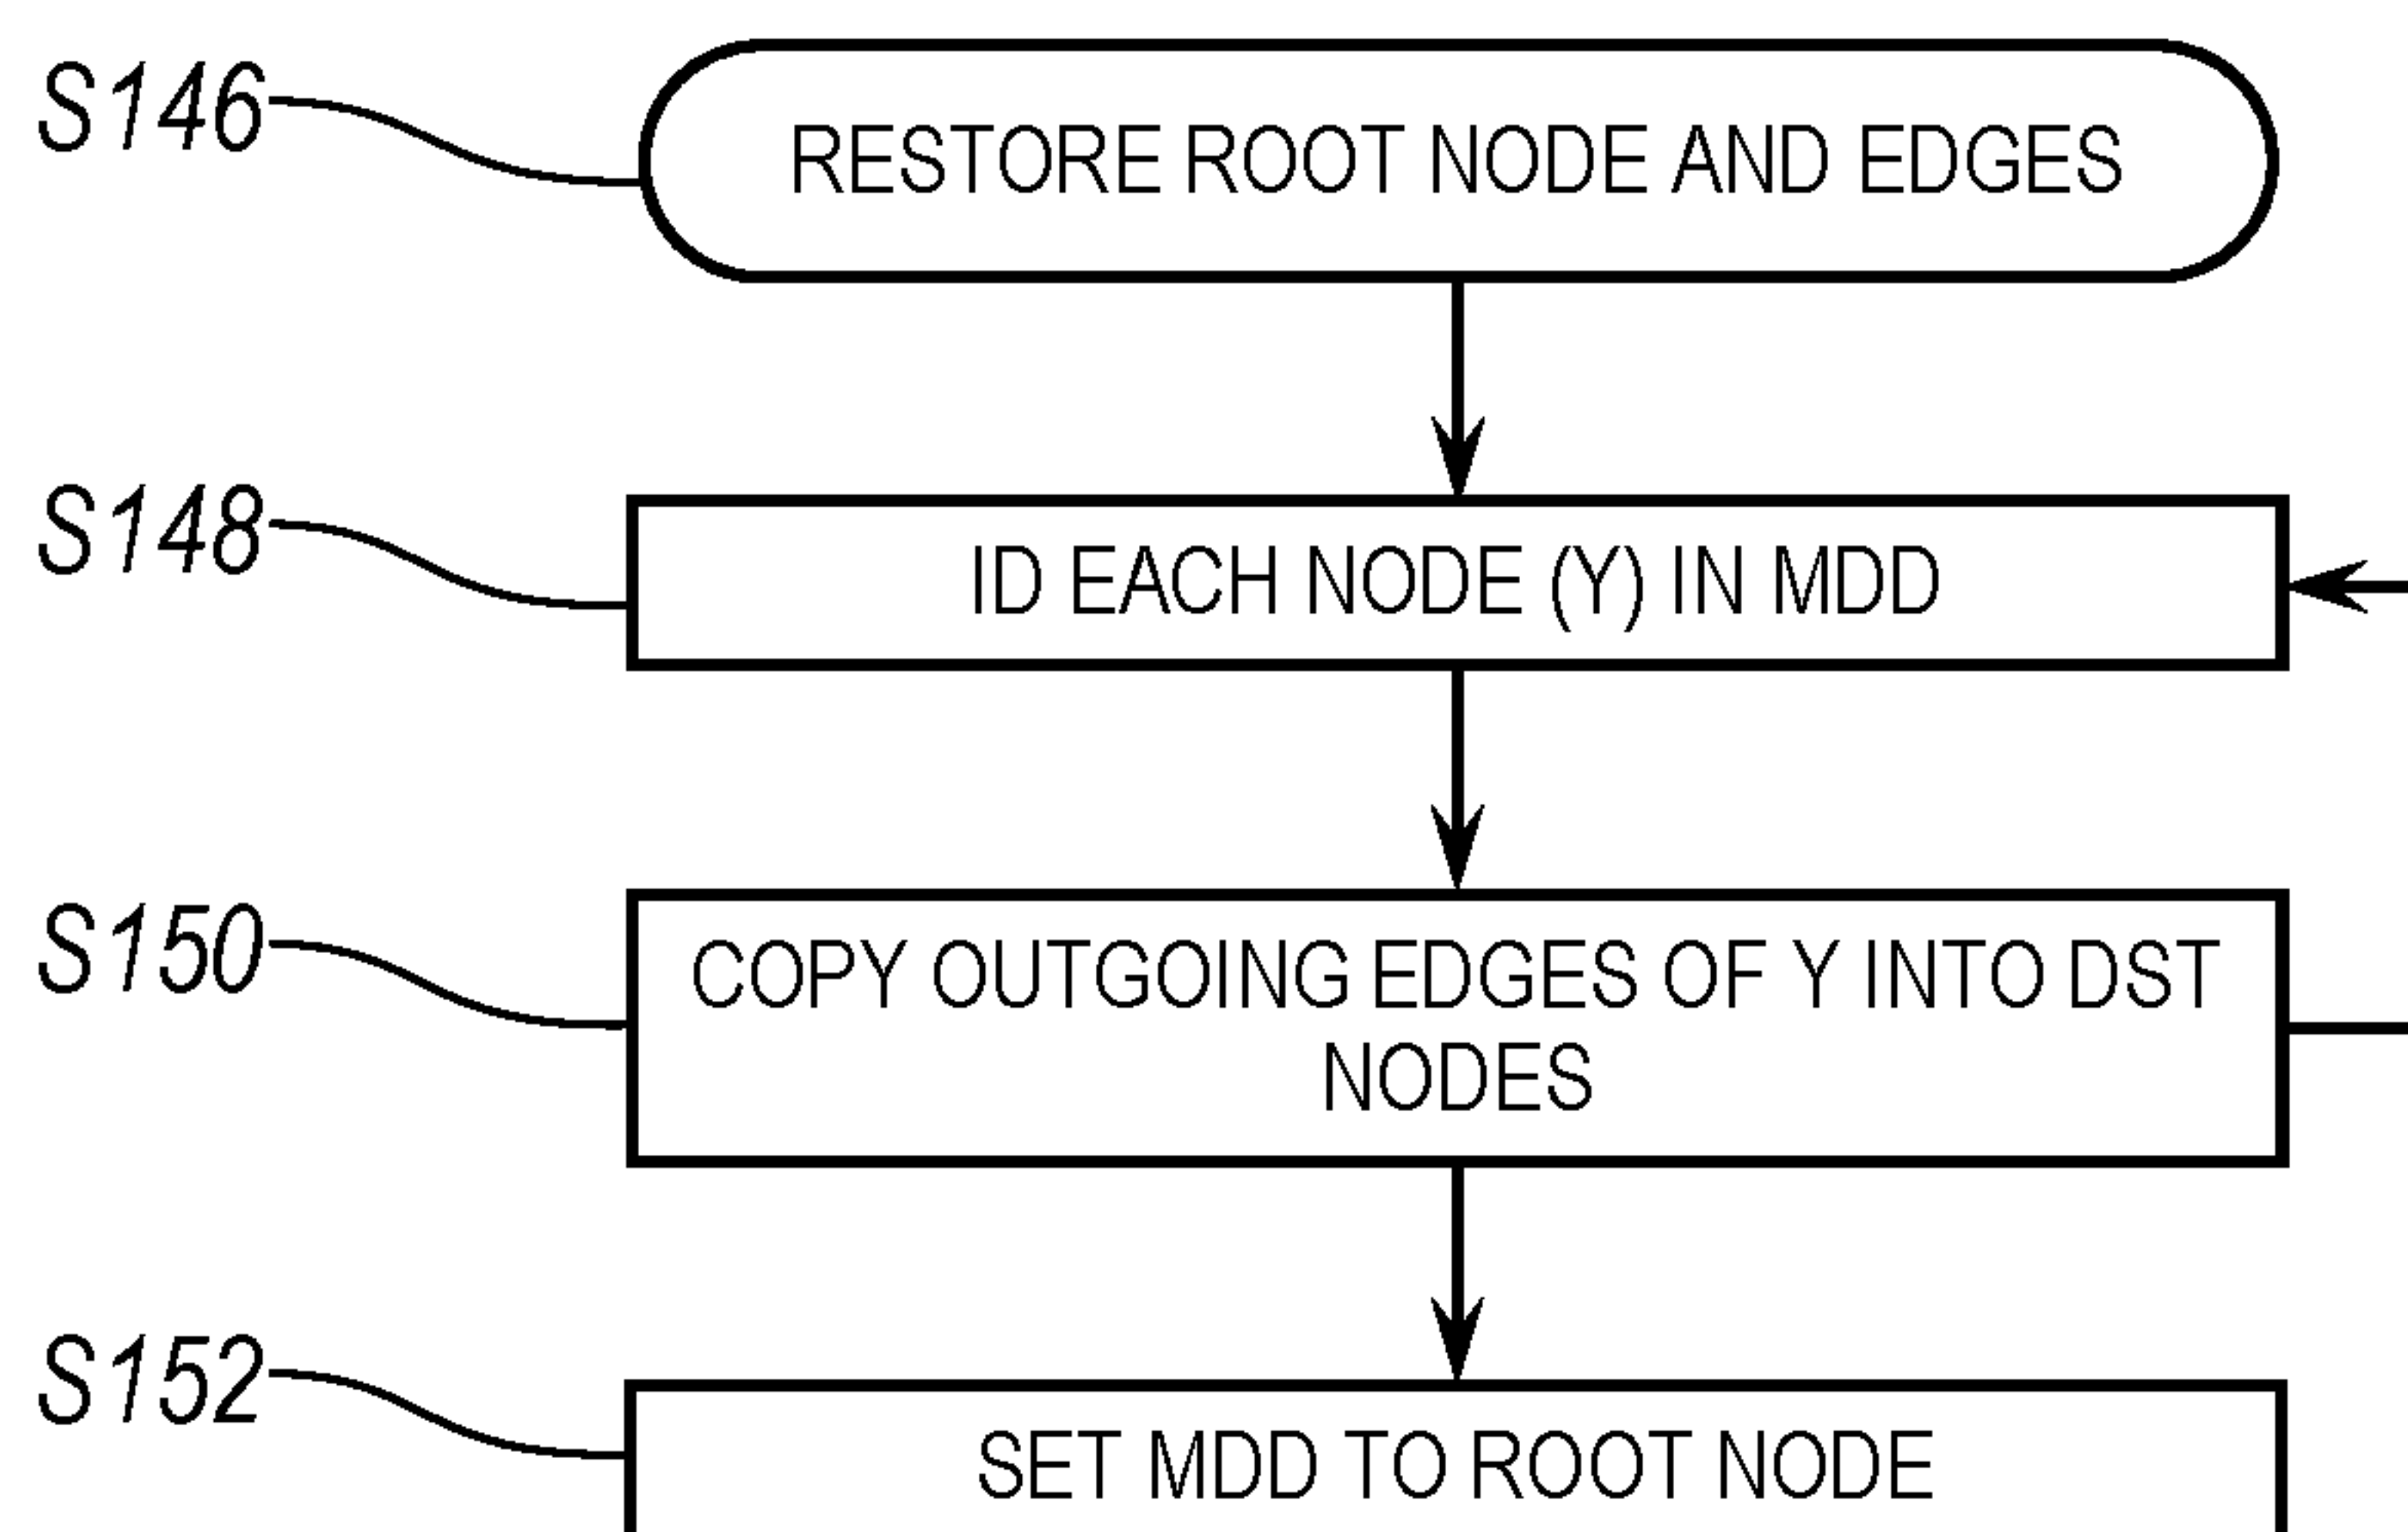 S146
RESTORE ROOT NODE AND EDGES
S148
ID EACH NODE (Y) IN MDD
S150
COPY OUTGOING EDGES OF Y INTO DST
NODES
S152
SET MDD TO ROOT NODE